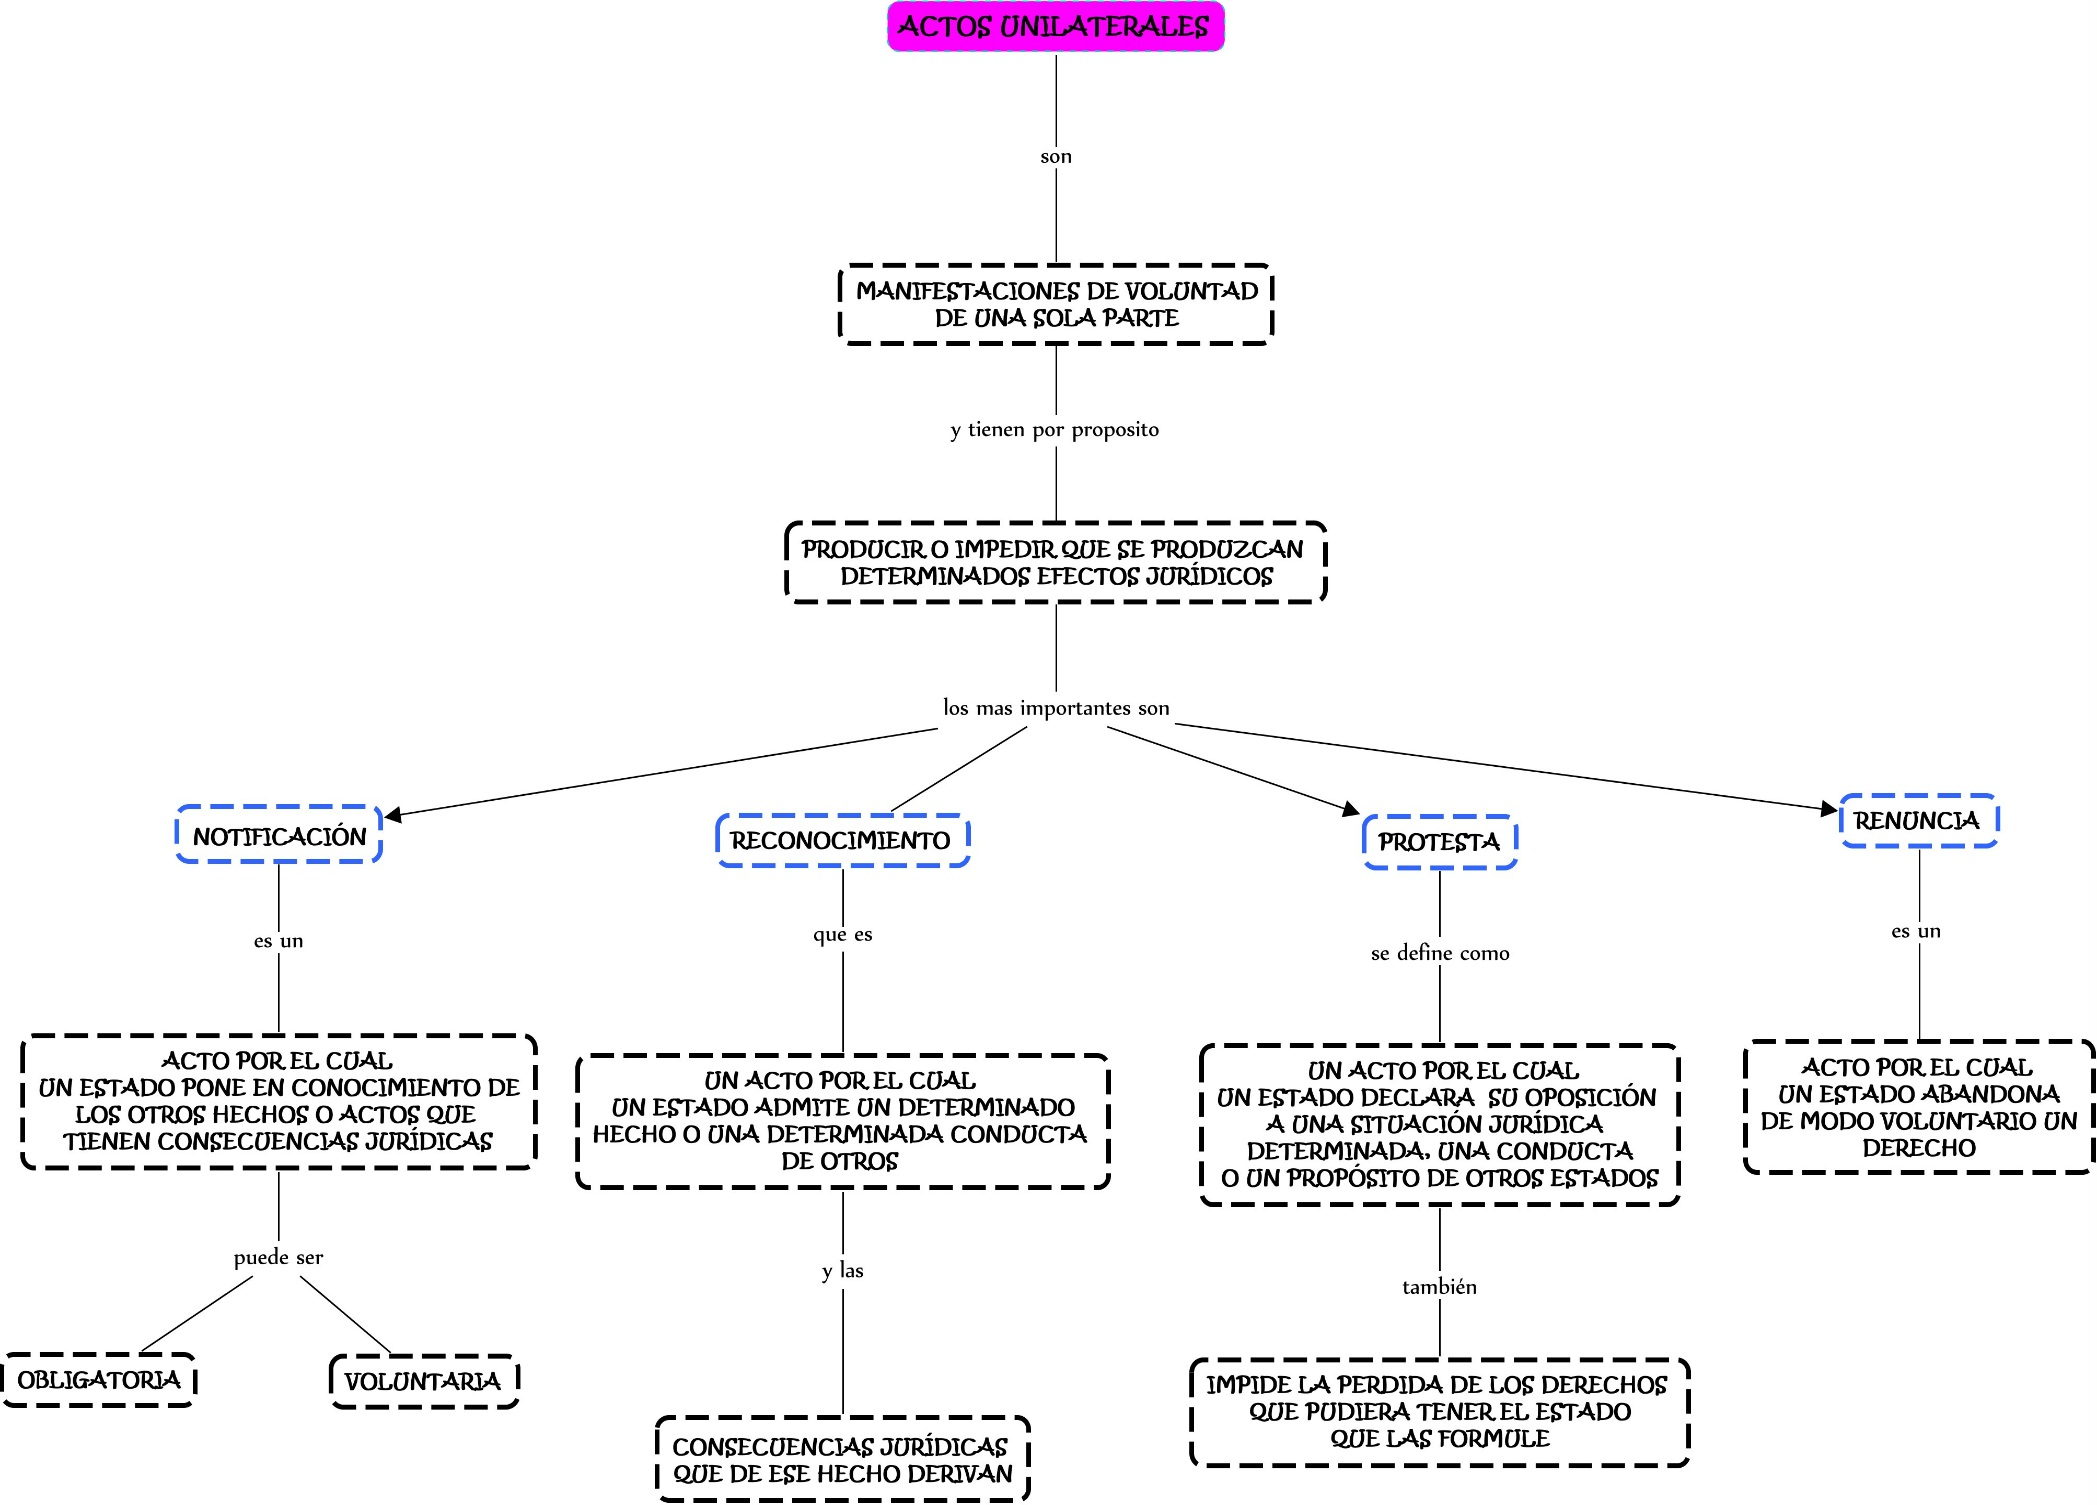 ACTOS UNILATERALES
son
MANIFESTACIONES DE VOLUNTAD
DE UNA SOLA PARTE
y tienen por proposito
PRODUCIR O IMPEDIR QUE SE PRODUZCAN
DETERMINADOS EFECTOS JURÍDICOS
los mas importantes son
NOTIFICACIÓN
es un
ACTO POR EL CUAL
UN ESTADO PONE EN CONOCIMIENTO DE
LOS OTROS HECHOS O ACTOS QUE
TIENEN CONSECUENCIAS JURÍDICAS
puede ser
OBLIGATORIA
VOLUNTARIA
RECONOCIMIENTO
que es
UN ACTO POR EL CUAL
UN ESTADO ADMITE UN DETERMINADO
HECHO O UNA DETERMINADA CONDUCTA
DE OTROS
y las
CONSECUENCIAS JURÍDICAS
QUE DE ESE HECHO DERIVAN
PROTESTA
se define como
UN ACTO POR EL CUAL
UN ESTADO DECLARA SU OPOSICIÓN
A UNA SITUACIÓN JURÍDICA
DETERMINADA, UNA CONDUCTA
O UN PROPÓSITO DE OTROS ESTADOS
también
IMPIDE LA PERDIDA DE LOS DERECHOS
QUE PUDIERA TENER EL ESTADO
QUE LAS FORMULE
RENUNCIA
es un
ACTO POR EL CUAL
UN ESTADO ABANDONA
DE MODO VOLUNTARIO UN
DERECHO